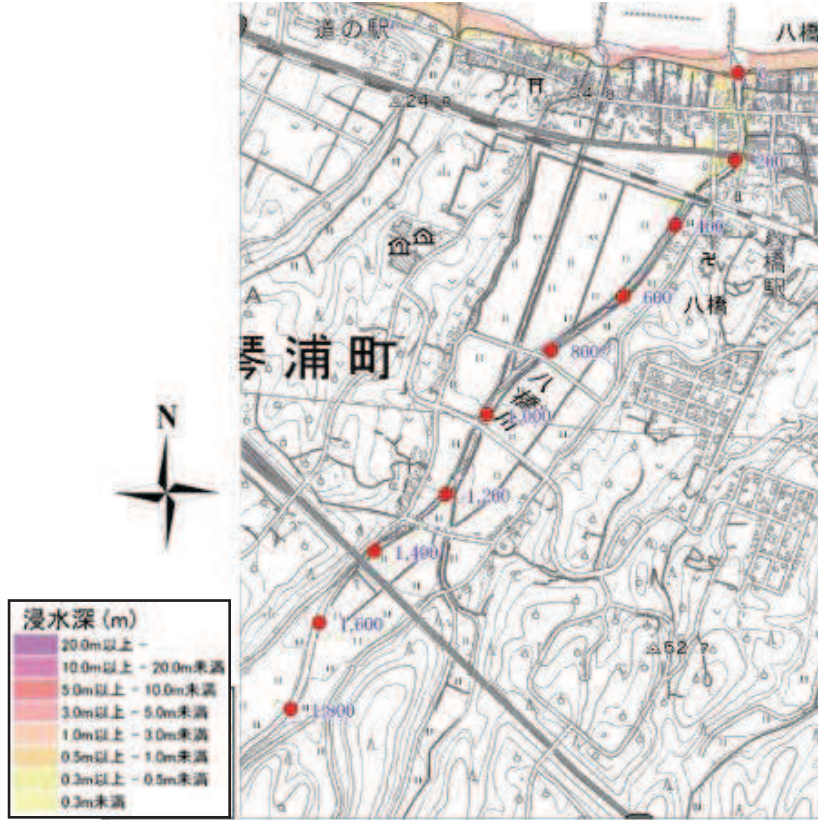 道の駅
八橋
0
24
200
400
八橋駅
八橋
600
琴浦町
800
八橋川
1,000
N
1,200
1,400
1,600
1,800
52
浸水深(m)
20.0m以上 -
10.0m以上 - 20.0m未満
5.0m以上 - 10.0m未満
3.0m以上 - 5.0m未満
1.0m以上 - 3.0m未満
0.5m以上 - 1.0m未満
0.3m以上 - 0.5m未満
0.3m未満